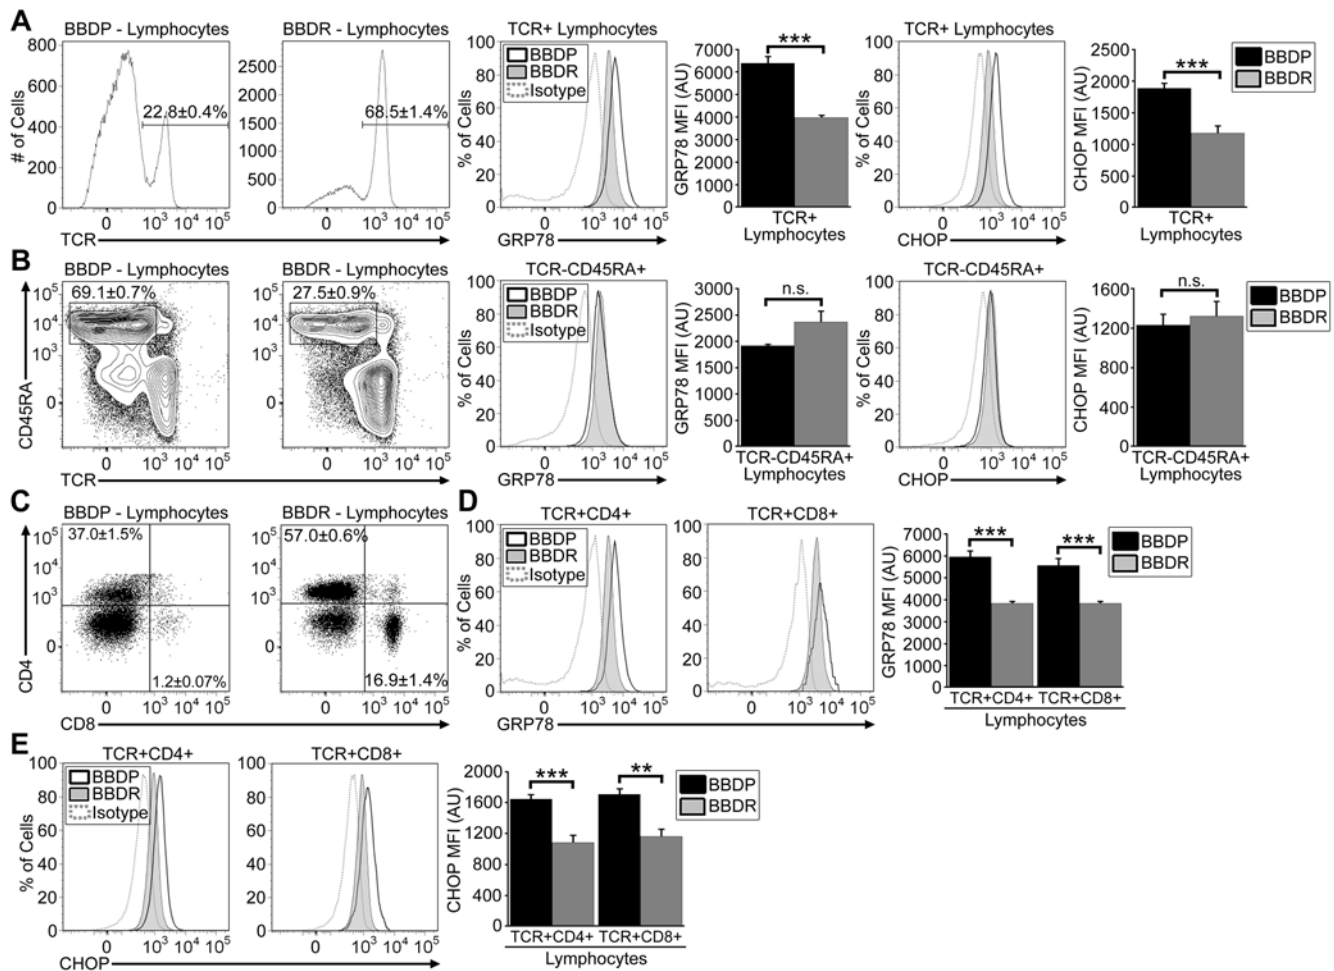 A
BBDP - Lymphocytes
BBDR - Lymphocytes
TCR+ Lymphocytes
TCR+ Lymphocytes
# of Cells
800
600
400
200
0
22.8±0.4%
0 10³ 10⁴ 10⁵
2500
2000
1500
1000
500
0
68.5±1.4%
0 10³ 10⁴ 10⁵
TCR
% of Cells
100
80
60
40
20
0
BBDP
BBDR
Isotype
0 10³ 10⁴ 10⁵
GRP78
GRP78 MFI (AU)
7000
6000
5000
4000
3000
2000
1000
0
***
TCR+
Lymphocytes
% of Cells
100
80
60
40
20
0
0 10³ 10⁴ 10⁵
CHOP
CHOP MFI (AU)
2500
2000
1500
1000
500
0
***
TCR+
Lymphocytes
BBDP
BBDR
B
BBDP - Lymphocytes
BBDR - Lymphocytes
TCR-CD45RA+
TCR-CD45RA+
CD45RA
10⁵
10⁴
10³
0
69.1±0.7%
0 10³ 10⁴ 10⁵
10⁵
10⁴
10³
0
27.5±0.9%
0 10³ 10⁴ 10⁵
TCR
% of Cells
100
80
60
40
20
0
BBDP
BBDR
Isotype
0 10³ 10⁴ 10⁵
GRP78
GRP78 MFI (AU)
3000
2500
2000
1500
1000
500
0
n.s.
TCR-CD45RA+
Lymphocytes
% of Cells
100
80
60
40
20
0
0 10³ 10⁴ 10⁵
CHOP
CHOP MFI (AU)
1600
1200
800
400
0
n.s.
TCR-CD45RA+
Lymphocytes
BBDP
BBDR
C
BBDP - Lymphocytes
BBDR - Lymphocytes
CD4
10⁵
10⁴
10³
0
37.0±1.5%
1.2±0.07%
0 10³ 10⁴ 10⁵
10⁵
10⁴
10³
0
57.0±0.6%
16.9±1.4%
0 10³ 10⁴ 10⁵
CD8
D
TCR+CD4+
TCR+CD8+
% of Cells
100
80
60
40
20
0
BBDP
BBDR
Isotype
0 10³ 10⁴ 10⁵
100
80
60
40
20
0
0 10³ 10⁴ 10⁵
GRP78
GRP78 MFI (AU)
7000
6000
5000
4000
3000
2000
1000
0
***
***
TCR+CD4+ TCR+CD8+
Lymphocytes
BBDP
BBDR
E
TCR+CD4+
TCR+CD8+
% of Cells
100
80
60
40
20
0
BBDP
BBDR
Isotype
0 10³ 10⁴ 10⁵
100
80
60
40
20
0
0 10³ 10⁴ 10⁵
CHOP
CHOP MFI (AU)
2000
1600
1200
800
400
0
***
**
TCR+CD4+ TCR+CD8+
Lymphocytes
BBDP
BBDR